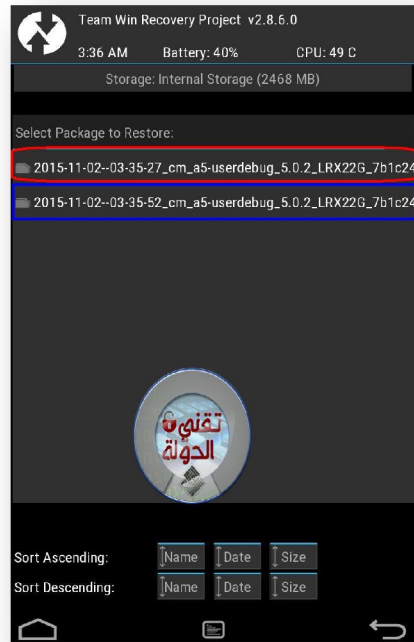 Team Win Recovery Project v2.8.6.0
3:36 AM Battery: 40% CPU: 49 C
Storage: Internal Storage (2468 MB)
Select Package to Restore:
2015-11-02--03-35-27_cm_a5-userdebug_5.0.2_LRX22G_7b1c24
2015-11-02--03-35-52_cm_a5-userdebug_5.0.2_LRX22G_7b1c24
تقني
الدولة
Sort Ascending: Name Date Size
Sort Descending: Name Date Size